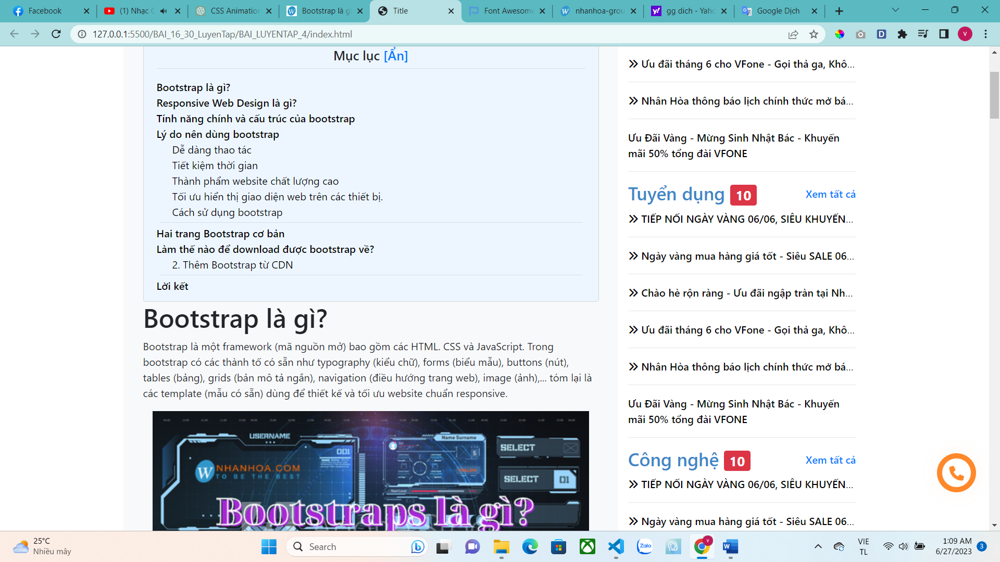 Facebook
(1) Nhạc C
CSS Animation
Bootstrap là gì
Title
Font Awesome
nhanhoa-grou
gg dich - Yaho
Google Dịch
127.0.0.1:5500/BAI_16_30_LuyenTap/BAI_LUYENTAP_4/index.html
V
Mục lục [Ẩn]
Bootstrap là gì?
Responsive Web Design là gì?
Tính năng chính và cấu trúc của bootstrap
Lý do nên dùng bootstrap
Dễ dàng thao tác
Tiết kiệm thời gian
Thành phẩm website chất lượng cao
Tối ưu hiển thị giao diện web trên các thiết bị.
Cách sử dụng bootstrap
Hai trang Bootstrap cơ bản
Làm thế nào để download được bootstrap về?
2. Thêm Bootstrap từ CDN
Lời kết
Bootstrap là gì?
Bootstrap là một framework (mã nguồn mở) bao gồm các HTML. CSS và JavaScript. Trong
bootstrap có các thành tố có sẵn như typography (kiểu chữ), forms (biểu mẫu), buttons (nút),
tables (bảng), grids (bản mô tả ngắn), navigation (điều hướng trang web), image (ảnh),... tóm lại là
các template (mẫu có sẵn) dùng để thiết kế và tối ưu website chuẩn responsive.
USERNAME
001
Name Surname
SELECT
SELECT 01
NHANHOA.COM
TO BE THE BEST
Next Level
Bootstraps là gì?
Ưu đãi tháng 6 cho VFone - Gọi thả ga, Khô...
Nhân Hòa thông báo lịch chính thức mở bá...
Ưu Đãi Vàng - Mừng Sinh Nhật Bác - Khuyến
mãi 50% tổng đài VFONE
Tuyển dụng 10 Xem tất cả
TIẾP NỐI NGÀY VÀNG 06/06, SIÊU KHUYẾN...
Ngày vàng mua hàng giá tốt - Siêu SALE 06...
Chào hè rộn ràng - Ưu đãi ngập tràn tại Nh...
Ưu đãi tháng 6 cho VFone - Gọi thả ga, Khô...
Nhân Hòa thông báo lịch chính thức mở bá...
Ưu Đãi Vàng - Mừng Sinh Nhật Bác - Khuyến
mãi 50% tổng đài VFONE
Công nghệ 10 Xem tất cả
TIẾP NỐI NGÀY VÀNG 06/06, SIÊU KHUYẾN...
Ngày vàng mua hàng giá tốt - Siêu SALE 06...
25°C
Nhiều mây
Search
Zalo
VIE
TL
1:09 AM
6/27/2023
3